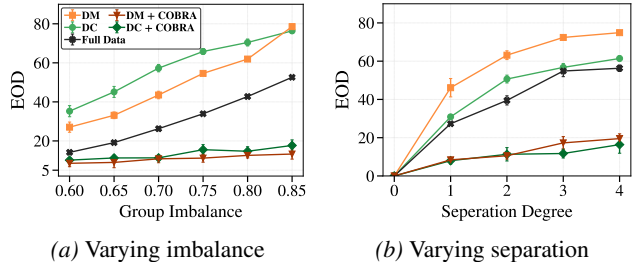 DM
DC
Full Data
DM + COBRA
DC + COBRA
EOD
80
60
40
20
5
0.60 0.65 0.70 0.75 0.80 0.85
Group Imbalance
(a) Varying imbalance
EOD
80
60
40
20
0
0 1 2 3 4
Seperation Degree
(b) Varying separation